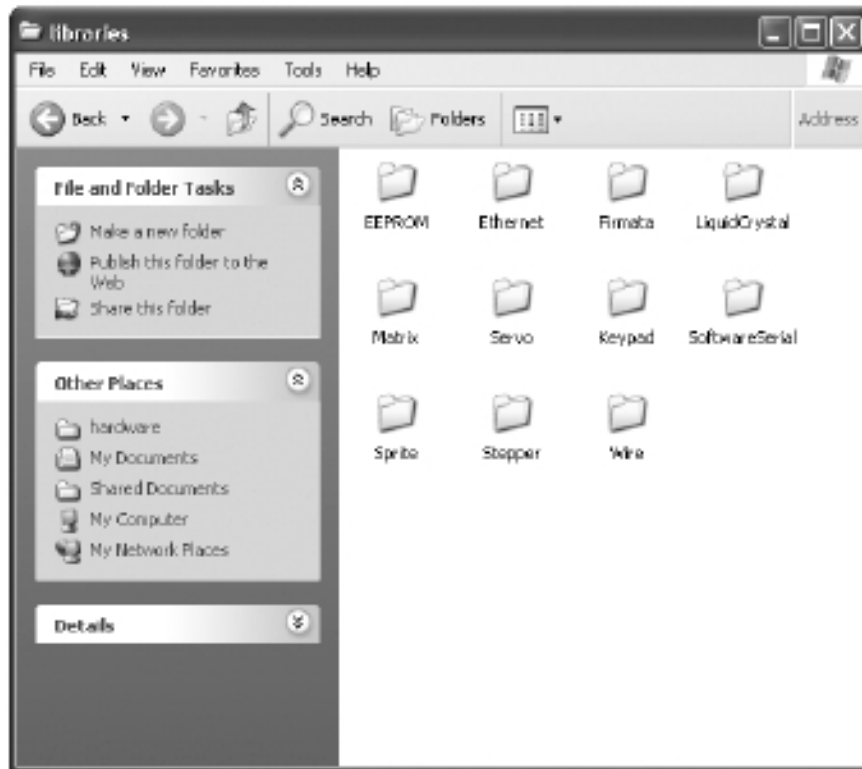 libraries
File Edit View Favorites Tools Help
Back Search Folders Address
File and Folder Tasks
Make a new folder
Publish this folder to the
Web
Share this folder
Other Places
hardware
My Documents
Shared Documents
My Computer
My Network Places
Details
EEPROM Ethernet Firmata LiquidCrystal
Matrix Servo Keypad SoftwareSerial
Sprite Stepper Wire